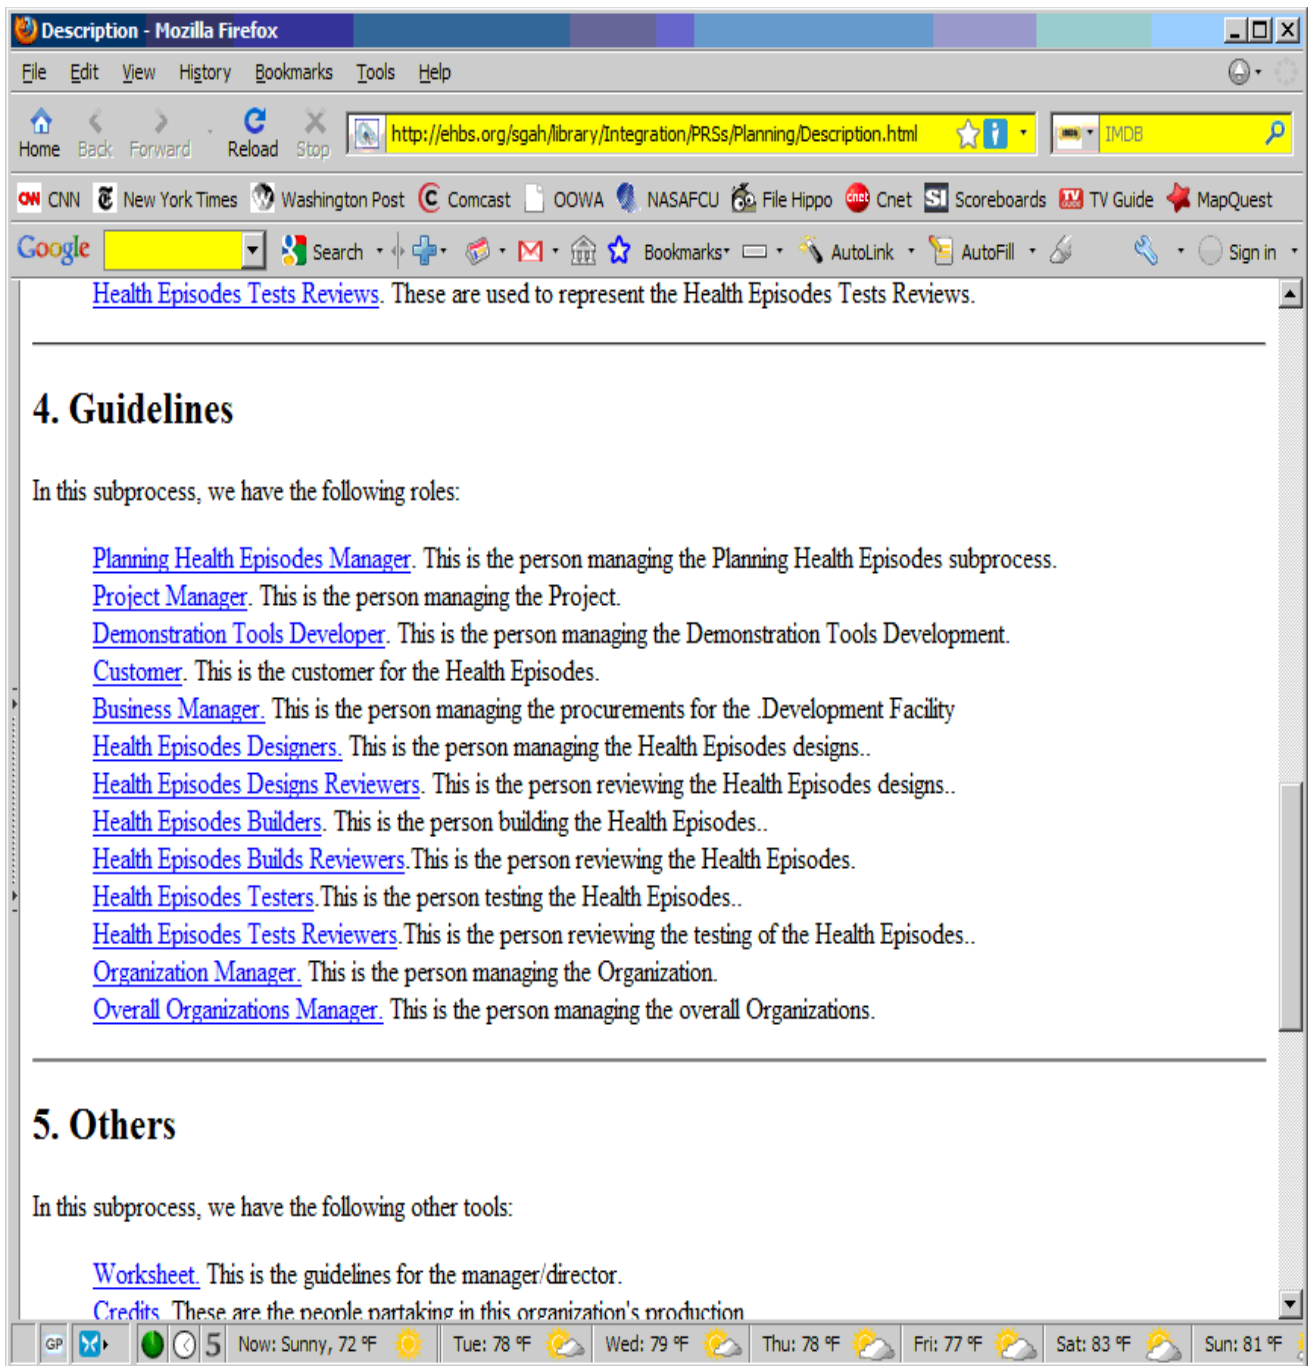 Description - Mozilla Firefox
File Edit View History Bookmarks Tools Help
Home Back Forward Reload Stop http://ehbs.org/sgah/library/Integration/PRSs/Planning/Description.html IMDB
CNN New York Times Washington Post Comcast OOWA NASAFCU File Hippo Cnet Scoreboards TV Guide MapQuest
Google Search Bookmarks AutoLink AutoFill Sign in
Health Episodes Tests Reviews. These are used to represent the Health Episodes Tests Reviews.
4. Guidelines
In this subprocess, we have the following roles:
Planning Health Episodes Manager. This is the person managing the Planning Health Episodes subprocess.
Project Manager. This is the person managing the Project.
Demonstration Tools Developer. This is the person managing the Demonstration Tools Development.
Customer. This is the customer for the Health Episodes.
Business Manager. This is the person managing the procurements for the .Development Facility
Health Episodes Designers. This is the person managing the Health Episodes designs..
Health Episodes Designs Reviewers. This is the person reviewing the Health Episodes designs..
Health Episodes Builders. This is the person building the Health Episodes..
Health Episodes Builds Reviewers.This is the person reviewing the Health Episodes.
Health Episodes Testers.This is the person testing the Health Episodes..
Health Episodes Tests Reviewers.This is the person reviewing the testing of the Health Episodes..
Organization Manager. This is the person managing the Organization.
Overall Organizations Manager. This is the person managing the overall Organizations.
5. Others
In this subprocess, we have the following other tools:
Worksheet. This is the guidelines for the manager/director.
Credits. These are the people partaking in this organization's production
GP 5 Now: Sunny, 72 °F Tue: 78 °F Wed: 79 °F Thu: 78 °F Fri: 77 °F Sat: 83 °F Sun: 81 °F